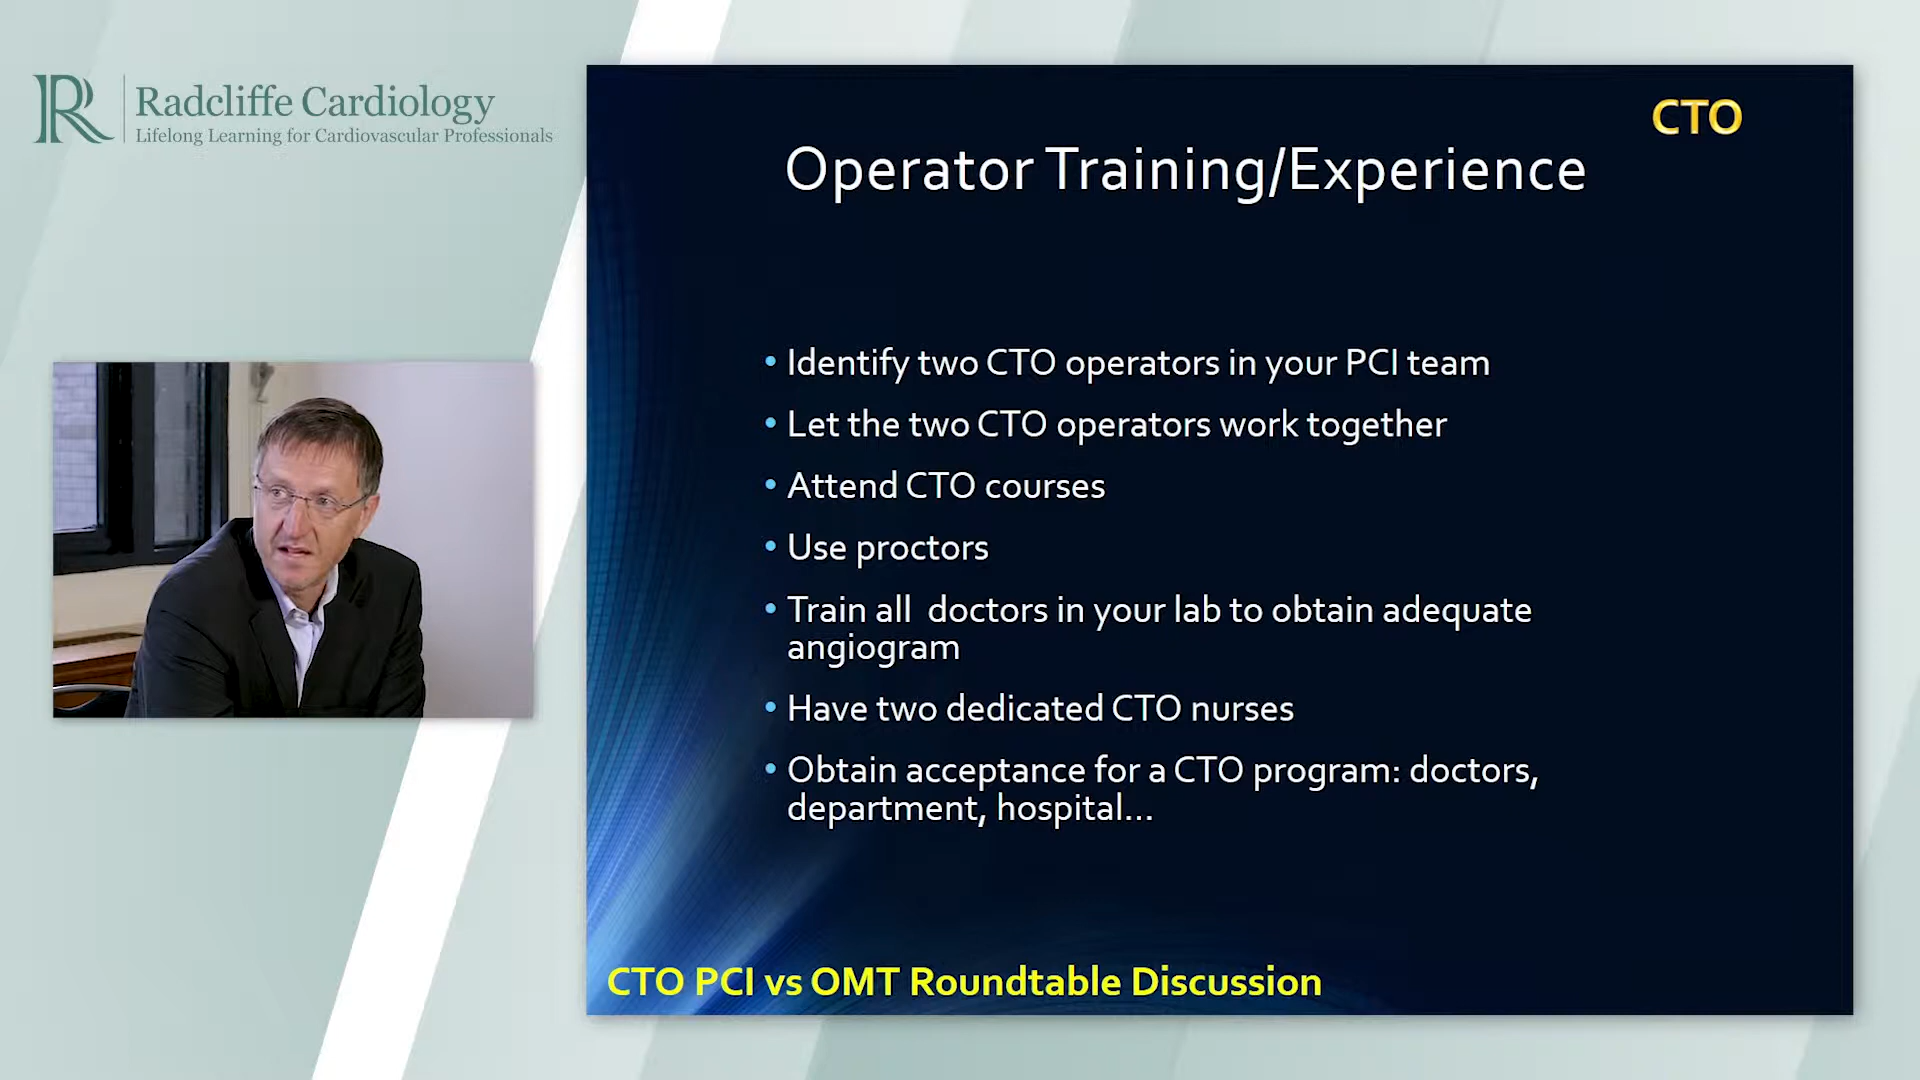 Radcliffe Cardiology
Lifelong Learning for Cardiovascular Professionals
CTO
Operator Training/Experience
• Identify two CTO operators in your PCI team
• Let the two CTO operators work together
• Attend CTO courses
• Use proctors
• Train all  doctors in your lab to obtain adequate
angiogram
• Have two dedicated CTO nurses
• Obtain acceptance for a CTO program: doctors,
department, hospital...
CTO PCI vs OMT Roundtable Discussion